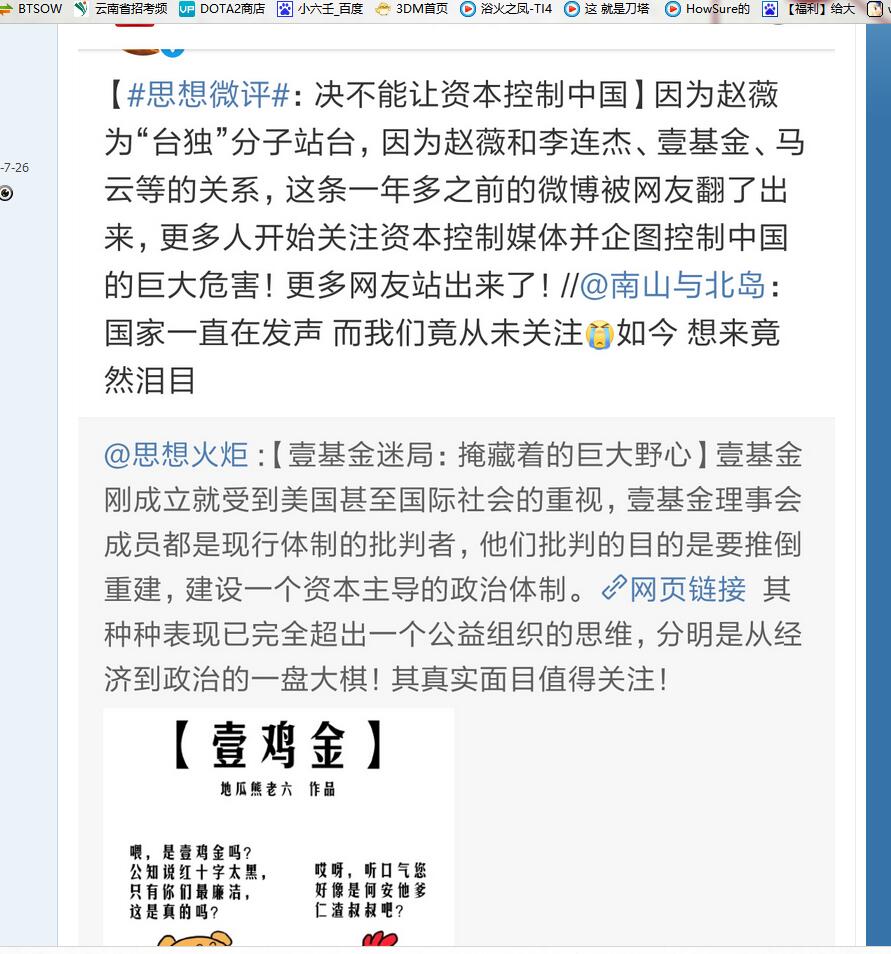 BTSOW 云南省招考频 DOTA2商店 小六壬_百度 3DM首页 浴火之凤-TI4 这 就是刀塔 HowSure的 【福利】给大
-7-26
【#思想微评#：决不能让资本控制中国】因为赵薇
为“台独”分子站台，因为赵薇和李连杰、壹基金、马
云等的关系，这条一年多之前的微博被网友翻了出
来，更多人开始关注资本控制媒体并企图控制中国
的巨大危害！更多网友站出来了！//@南山与北岛：
国家一直在发声 而我们竟从未关注😭如今 想来竟
然泪目
@思想火炬 :【壹基金迷局：掩藏着的巨大野心】壹基金
刚成立就受到美国甚至国际社会的重视，壹基金理事会
成员都是现行体制的批判者，他们批判的目的是要推倒
重建，建设一个资本主导的政治体制。网页链接 其
种种表现已完全超出一个公益组织的思维，分明是从经
济到政治的一盘大棋！其真实面目值得关注！
【壹鸡金】
地瓜熊老六 作品
喂，是壹鸡金吗？
公知说红十字太黑，
只有你们最廉洁，
这是真的吗？
哎呀，听口气您
好像是何安他爹
仁渣叔叔吧？